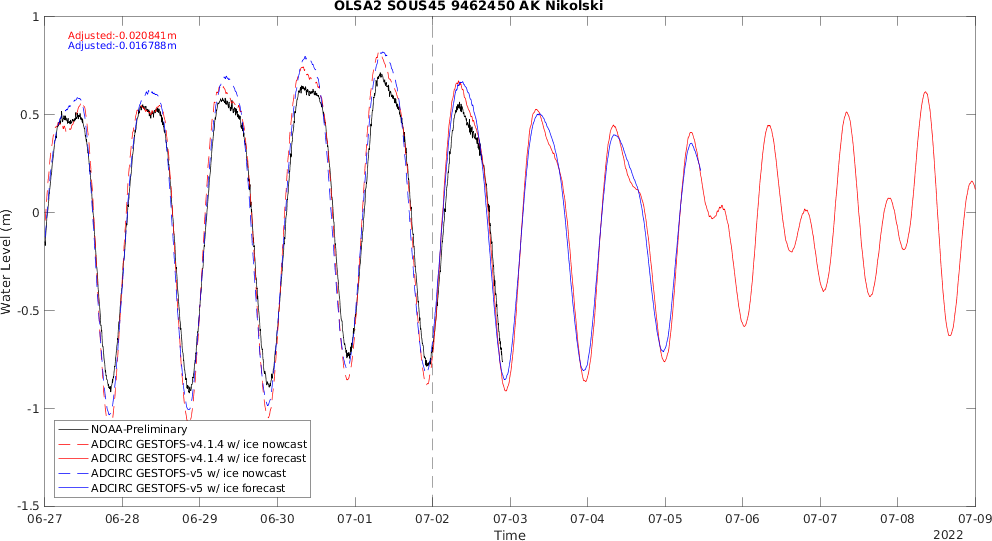 OLSA2 SOUS45 9462450 AK Nikolski
Adjusted:-0.020841m
Adjusted:-0.016788m
1
0.5
0
-0.5
-1
-1.5
Water Level (m)
NOAA-Preliminary
ADCIRC GESTOFS-v4.1.4 w/ ice nowcast
ADCIRC GESTOFS-v4.1.4 w/ ice forecast
ADCIRC GESTOFS-v5 w/ ice nowcast
ADCIRC GESTOFS-v5 w/ ice forecast
06-27 06-28 06-29 06-30 07-01 07-02 07-03 07-04 07-05 07-06 07-07 07-08 07-09
Time
2022